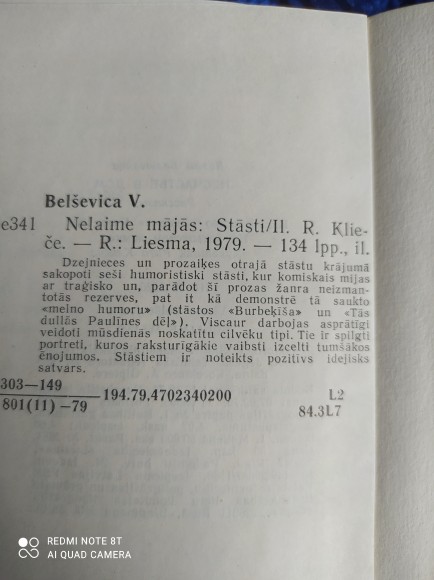 Belševica V.
e341 Nelaime mājās: Stāsti/Il. R. Klie-
če. — R.: Liesma, 1979. — 134 lpp., il.
Dzejnieces un prozaiķes otrajā stāstu krājumā
sakopoti seši humoristiski stāsti, kur komiskais mijas
ar traģisko un, parādot šī prozas žanra neizman-
totās rezerves, pat it kā demonstrē tā saukto
«melno humoru» (stāstos «Burbeķīša» un «Tās
dullās Paulīnes dēļ»). Viscaur darbojas asprātīgi
veidoti mūsdienās noskatītu cilvēku tipi. Tie ir spilgti
portreti, kuros raksturīgākie vaibsti izcelti tumšākos
ēnojumos. Stāstiem ir noteikts pozitīvs idejisks
satvars.
303—149
801(11)—79 —194.79.4702340200 L2
84.3L7
REDMI NOTE 8T
AI QUAD CAMERA